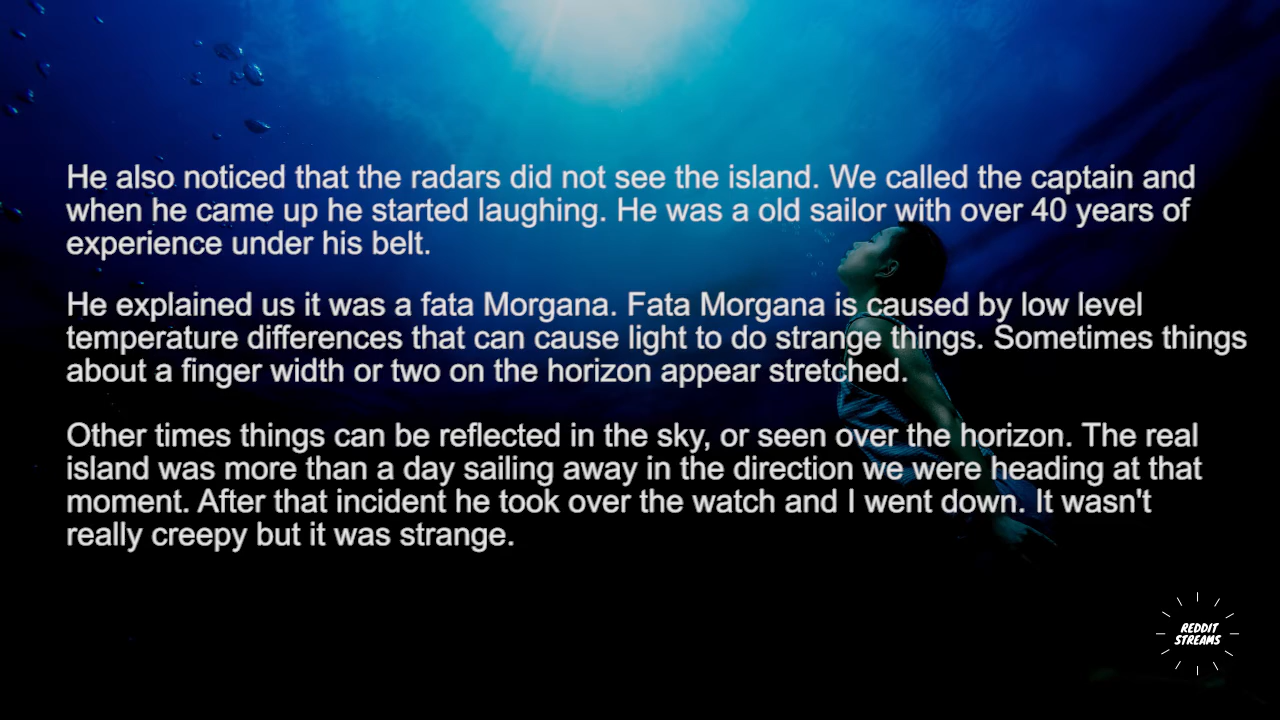 He also noticed that the radars did not see the island. We called the captain and
when he came up he started laughing. He was a old sailor with over 40 years of
experience under his belt.
He explained us it was a fata Morgana. Fata Morgana is caused by low level
temperature differences that can cause light to do strange things. Sometimes things
about a finger width or two on the horizon appear stretched.
Other times things can be reflected in the sky, or seen over the horizon. The real
island was more than a day sailing away in the direction we were heading at that
moment. After that incident he took over the watch and I went down. It wasn't
really creepy but it was strange.
REDDIT
STREAMS